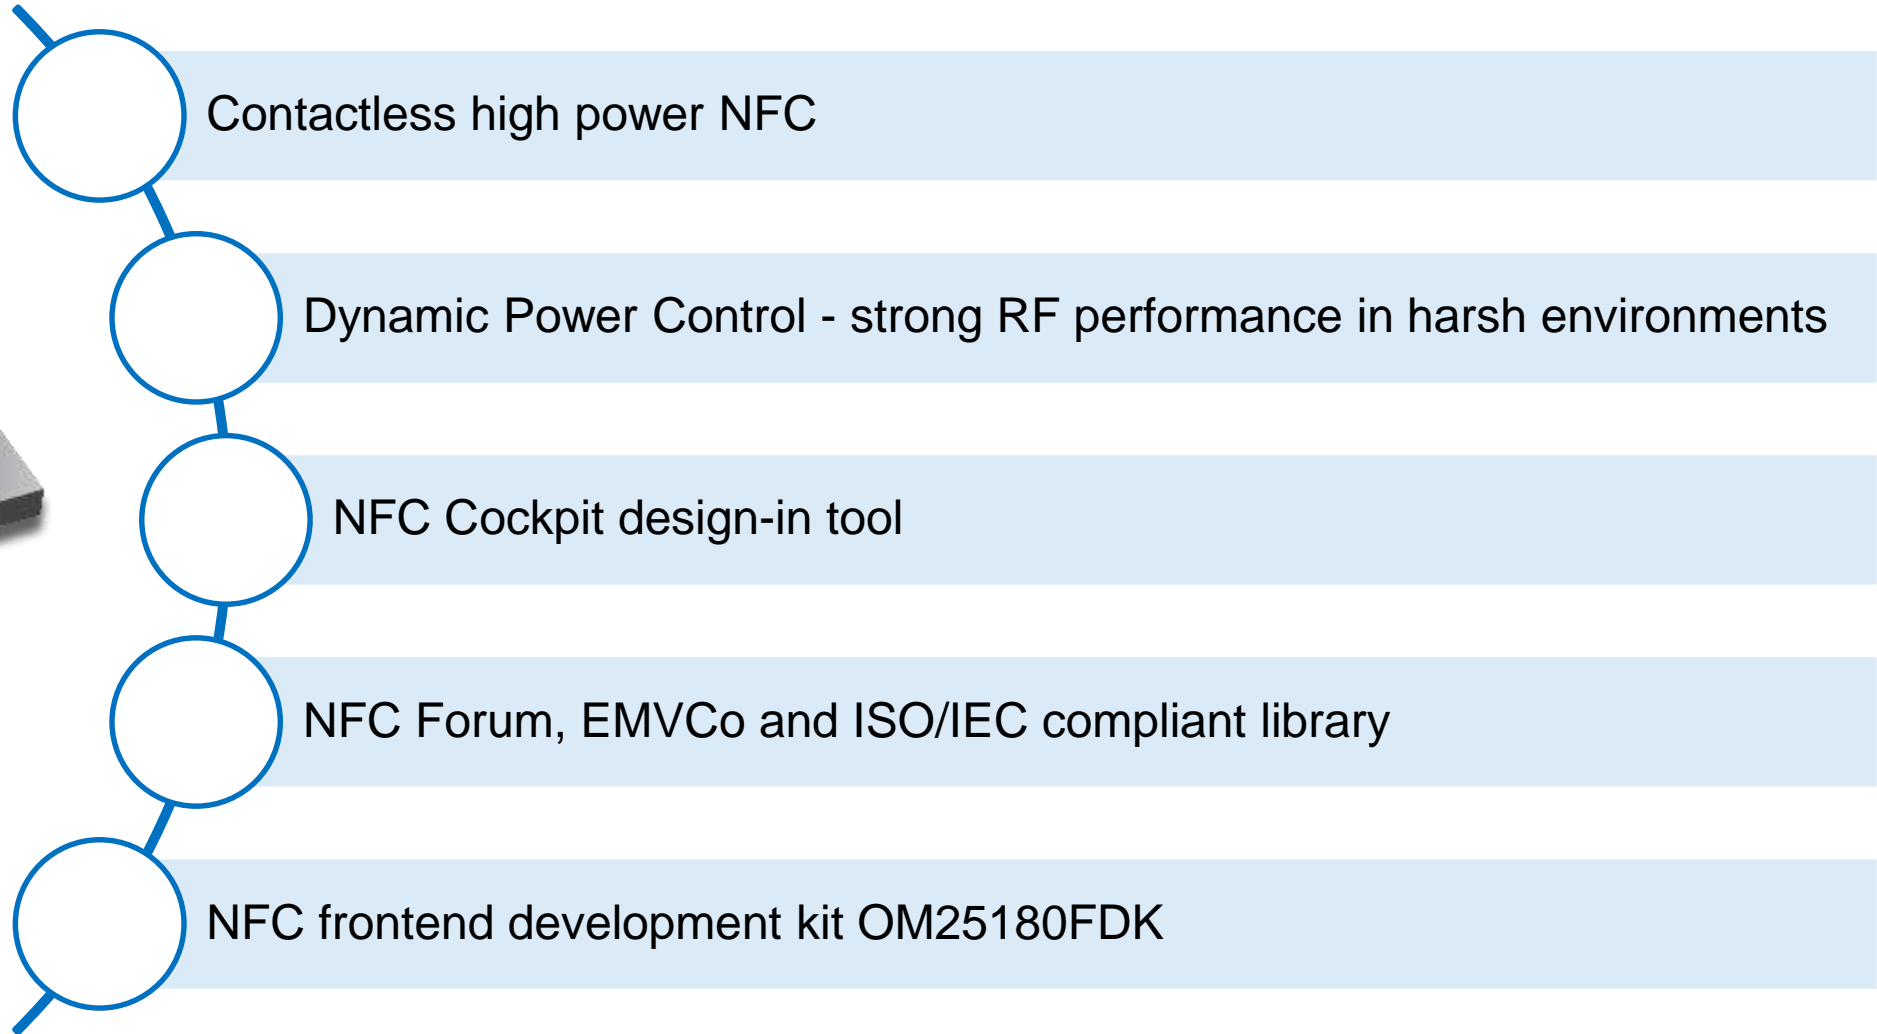 Contactless high power NFC
Dynamic Power Control - strong RF performance in harsh environments
NFC Cockpit design-in tool
NFC Forum, EMVCo and ISO/IEC compliant library
NFC frontend development kit OM25180FDK